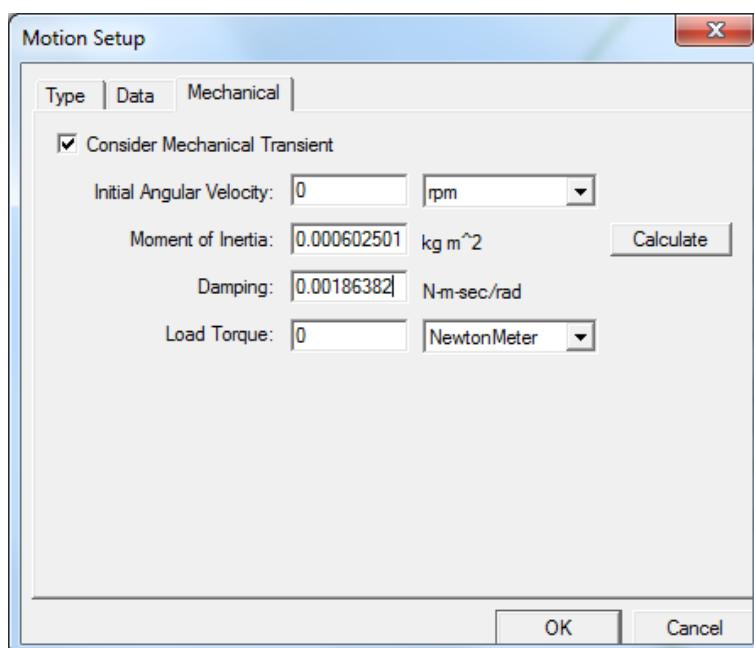 Motion Setup
Type Data Mechanical
Consider Mechanical Transient
Initial Angular Velocity: 0 rpm
Moment of Inertia: 0.000602501 kg m^2 Calculate
Damping: 0.00186382 N-m-sec/rad
Load Torque: 0 NewtonMeter
OK Cancel